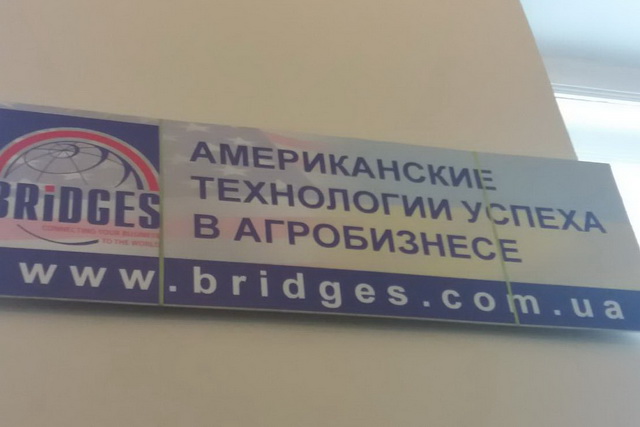 BRiDGES
CONNECTING YOUR BUSINESS
TO THE WORLD
АМЕРИКАНСКИЕ
ТЕХНОЛОГИИ УСПЕХА
В АГРОБИЗНЕСЕ
www.bridges.com.ua